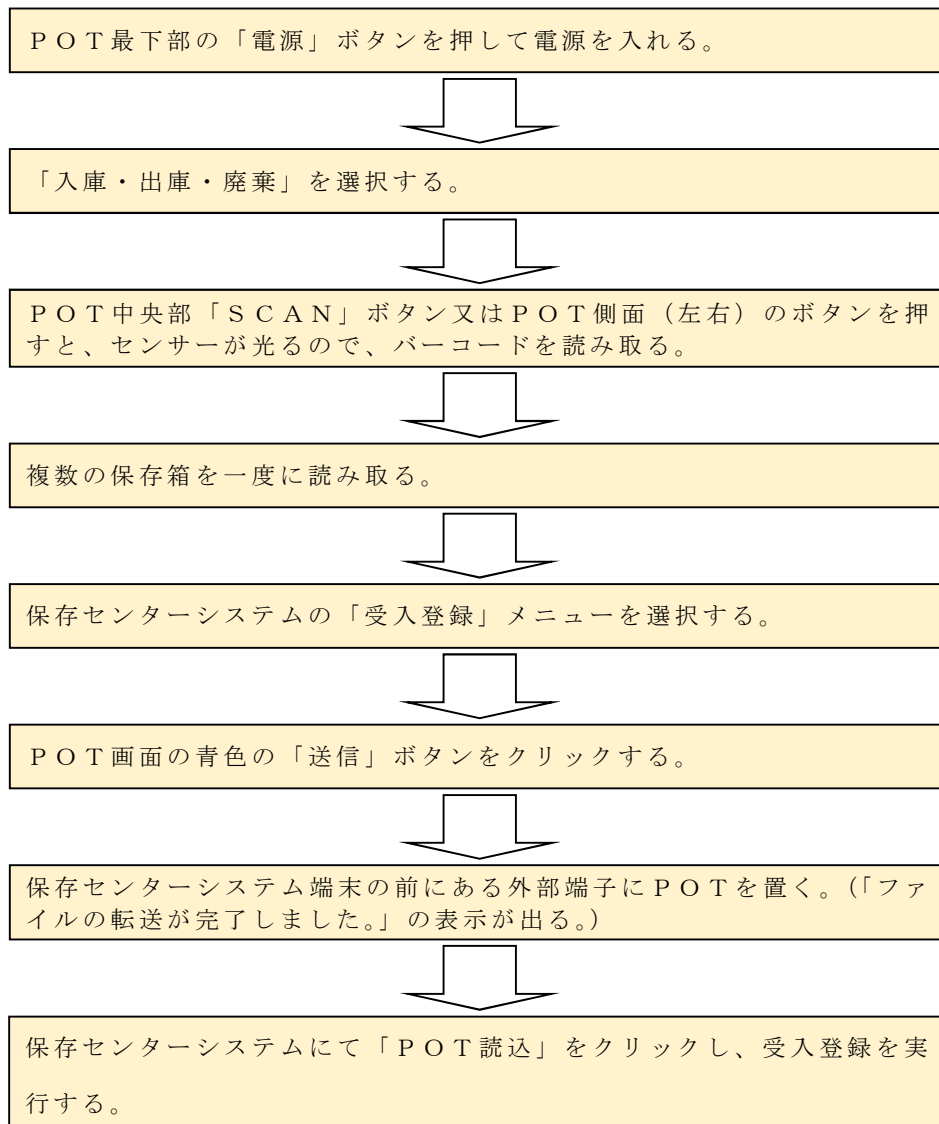 POT最下部の「電源」ボタンを押して電源を入れる。
「入庫・出庫・廃棄」を選択する。
POT中央部「SCAN」ボタン又はPOT側面(左右)のボタンを押
すと、センサーが光るので、バーコードを読み取る。
複数の保存箱を一度に読み取る。
保存センターシステムの「受入登録」メニューを選択する。
POT画面の青色の「送信」ボタンをクリックする。
保存センターシステム端末の前にある外部端子にPOTを置く。(「ファ
イルの転送が完了しました。」の表示が出る。)
保存センターシステムにて「POT読込」をクリックし、受入登録を実
行する。